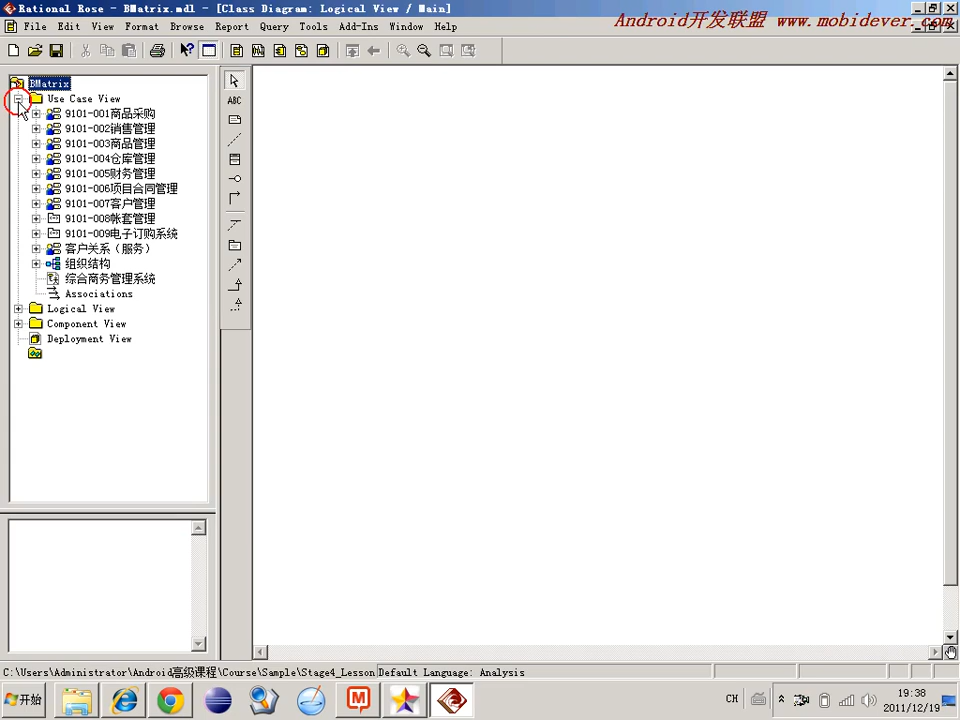 Rational Rose - BMatrix.mdl - [Class Diagram: Logical View / Main]
File Edit View Format Browse Report Query Tools Add-Ins Window Help
Android开发联盟 www.mobidever.com
BMatrix
Use Case View
9101-001商品采购
9101-002销售管理
9101-003商品管理
9101-004仓库管理
9101-005财务管理
9101-006项目合同管理
9101-007客户管理
9101-008帐套管理
9101-009电子订购系统
客户关系（服务）
组织结构
综合商务管理系统
Associations
Logical View
Component View
Deployment View
ABC
C:\Users\Administrator\Android高级课程\Course\Sample\Stage4_Lesson
Default Language: Analysis
开始
CH
19:38
2011/12/19